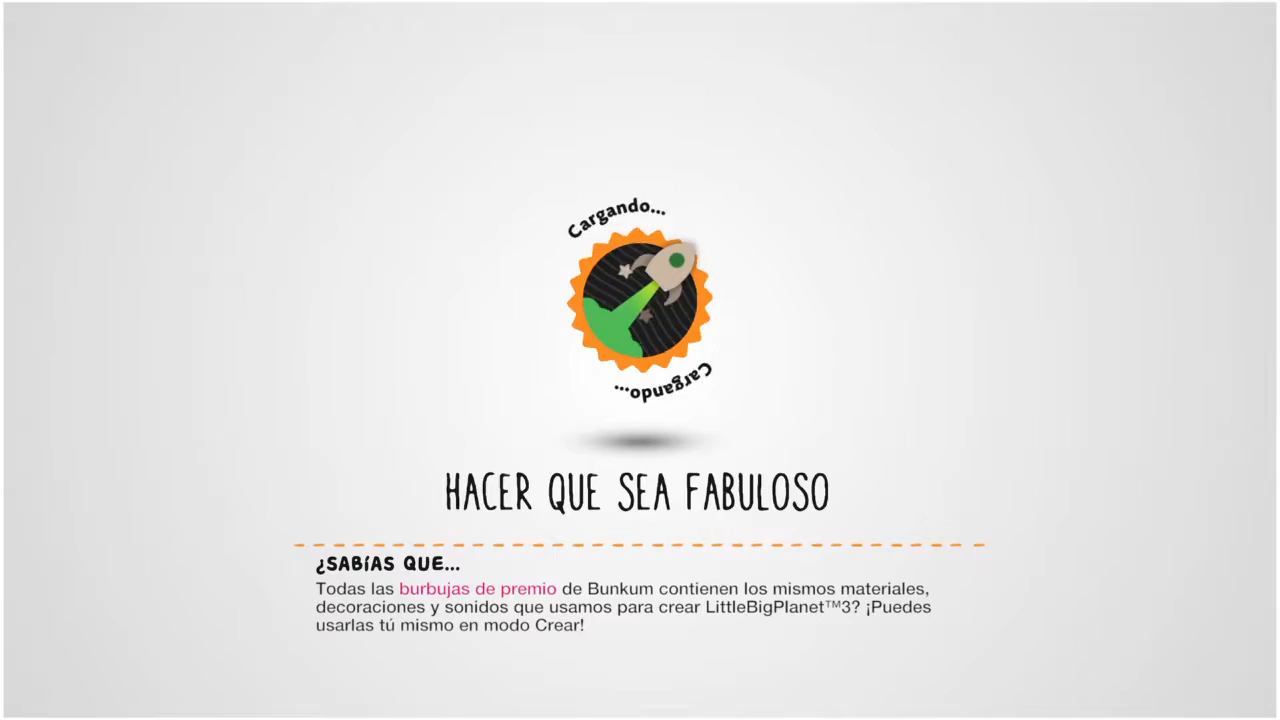 Cargando...
Cargando...
HACER QUE SEA FABULOSO
¿SABÍAS QUE...
Todas las burbujas de premio de Bunkum contienen los mismos materiales,
decoraciones y sonidos que usamos para crear LittleBigPlanet™3? ¡Puedes
usarlas tú mismo en modo Crear!